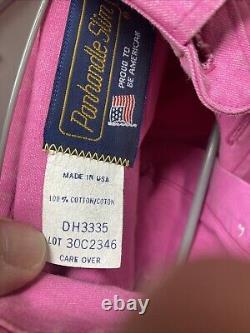 Panhandle Slim
PROUD TO
BE AMERICAN
MADE IN USA
100% COTTON/COTON
DH3335
LOT 30C2346
CARE OVER